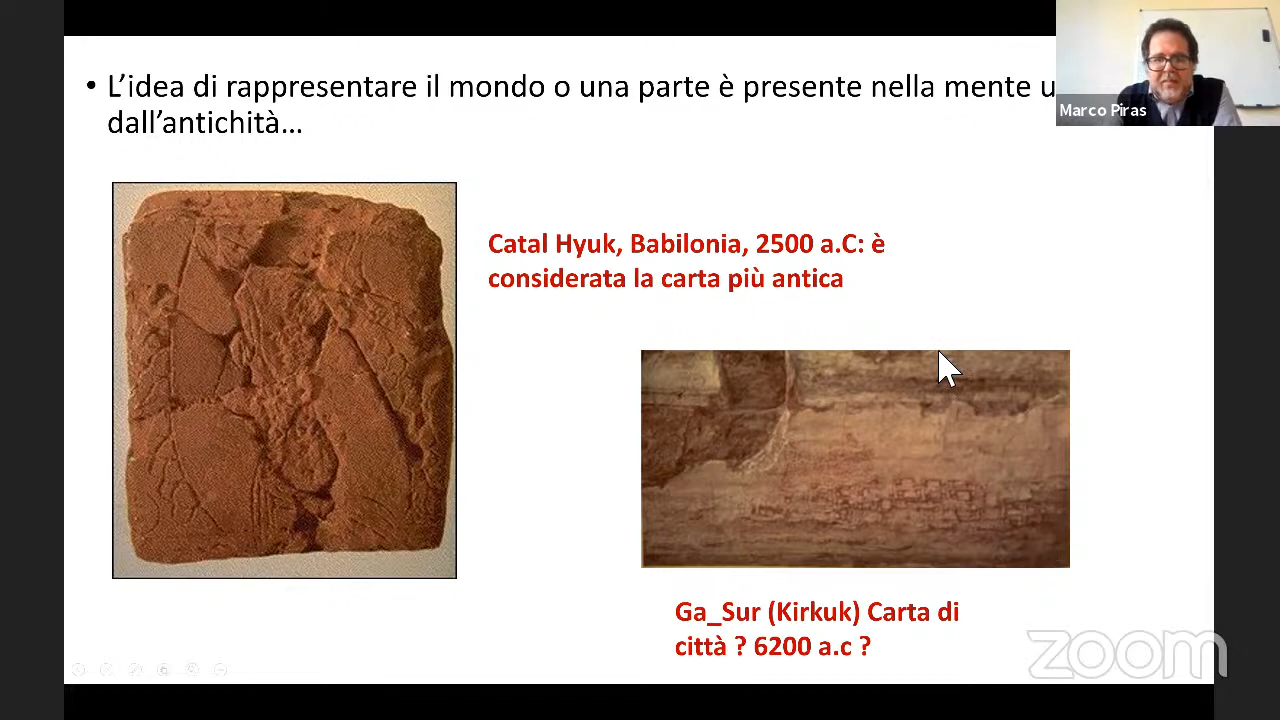 • L’idea di rappresentare il mondo o una parte è presente nella mente
dall’antichità…
Marco Piras
Catal Hyuk, Babilonia, 2500 a.C: è
considerata la carta più antica
Ga_Sur (Kirkuk) Carta di
città ? 6200 a.c ?
zoom